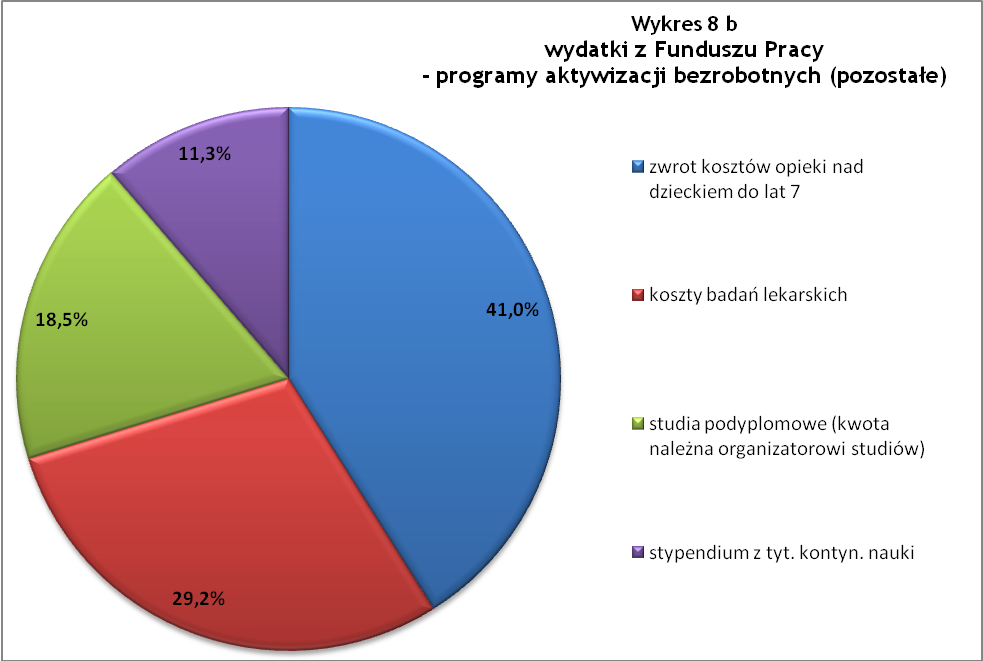 Wykres 8 b
wydatki z Funduszu Pracy
- programy aktywizacji bezrobotnych (pozostałe)
11,3%
18,5%
41,0%
29,2%
zwrot kosztów opieki nad
dzieckiem do lat 7
koszty badań lekarskich
studia podyplomowe (kwota
należna organizatorowi studiów)
stypendium z tyt. kontyn. nauki